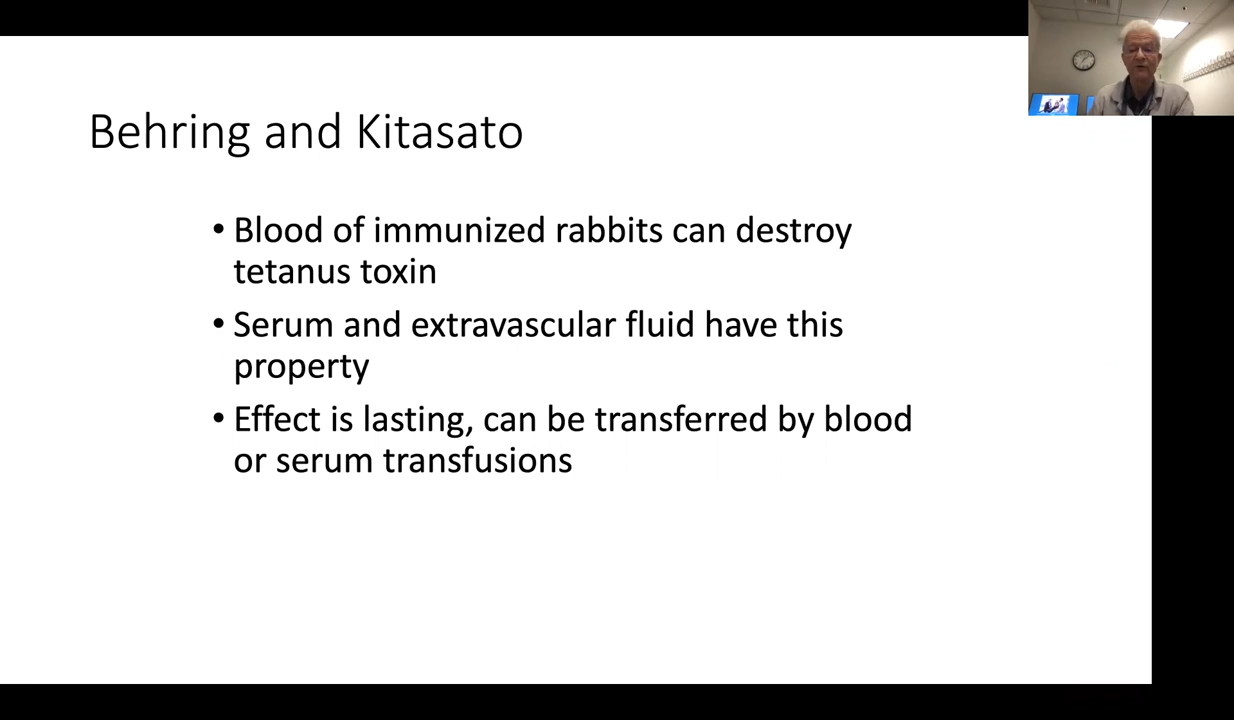 Behring and Kitasato
• Blood of immunized rabbits can destroy
tetanus toxin
• Serum and extravascular fluid have this
property
• Effect is lasting, can be transferred by blood
or serum transfusions